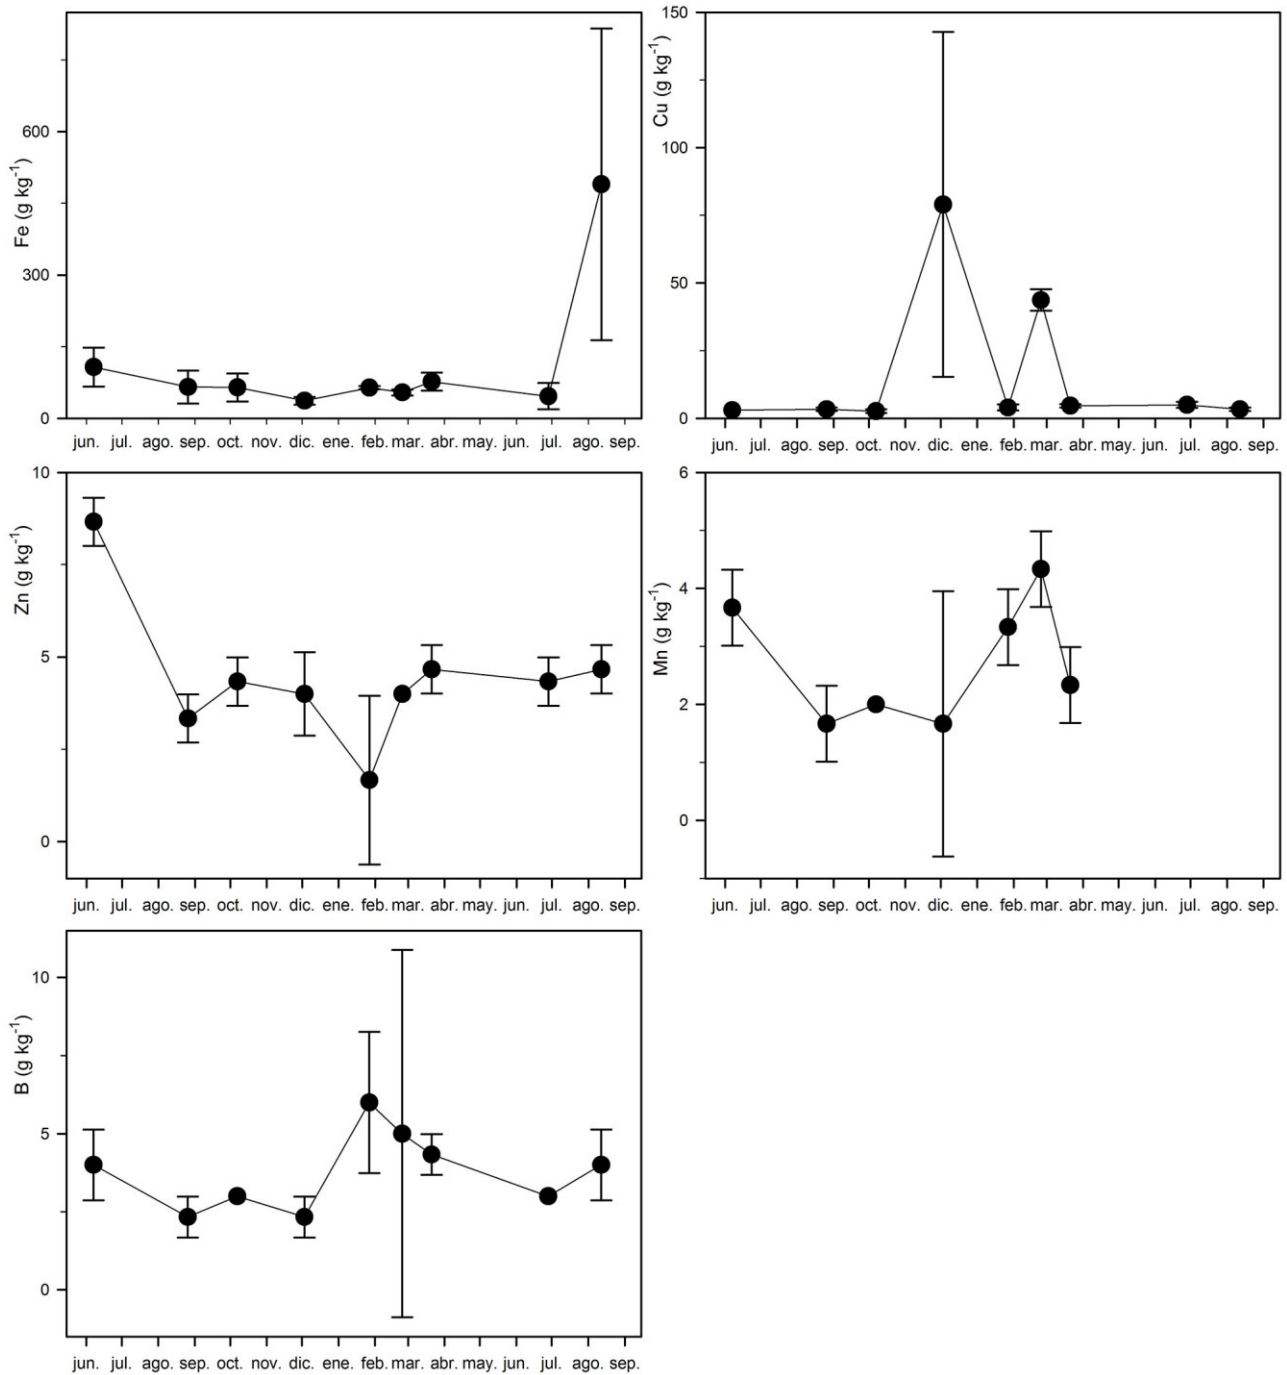 Fe (g kg⁻¹)
600
300
0
jun. jul. ago. sep. oct. nov. dic. ene. feb. mar. abr. may. jun. jul. ago. sep.
Cu (g kg⁻¹)
150
100
50
0
jun. jul. ago. sep. oct. nov. dic. ene. feb. mar. abr. may. jun. jul. ago. sep.
Zn (g kg⁻¹)
10
5
0
jun. jul. ago. sep. oct. nov. dic. ene. feb. mar. abr. may. jun. jul. ago. sep.
Mn (g kg⁻¹)
6
4
2
0
jun. jul. ago. sep. oct. nov. dic. ene. feb. mar. abr. may. jun. jul. ago. sep.
B (g kg⁻¹)
10
5
0
jun. jul. ago. sep. oct. nov. dic. ene. feb. mar. abr. may. jun. jul. ago. sep.